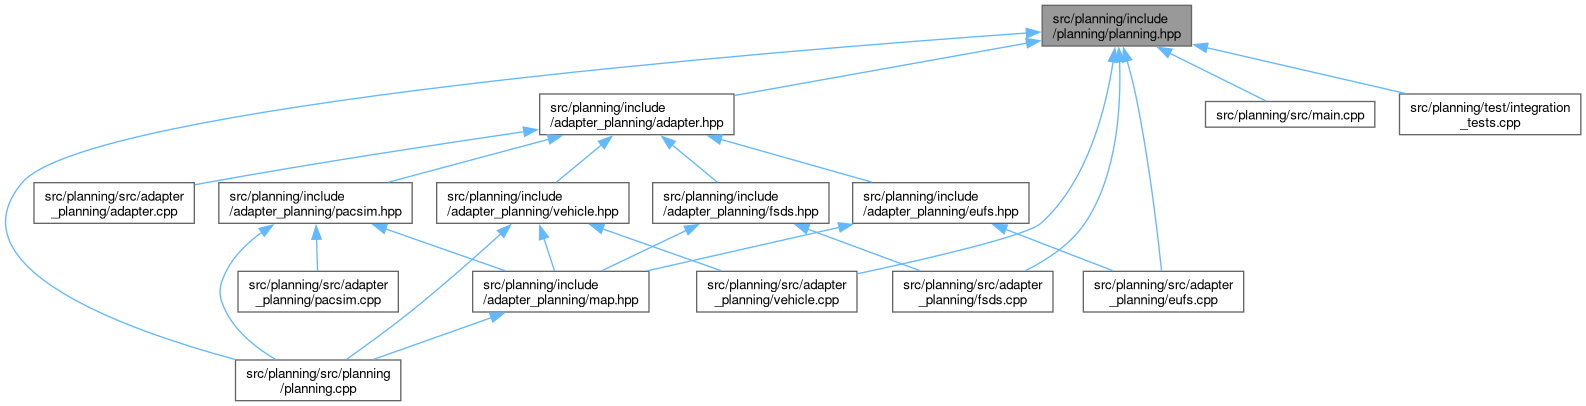 src/planning/include
/planning/planning.hpp
src/planning/include
/adapter_planning/adapter.hpp
src/planning/src/main.cpp
src/planning/test/integration
_tests.cpp
src/planning/src/adapter
_planning/adapter.cpp
src/planning/include
/adapter_planning/pacsim.hpp
src/planning/include
/adapter_planning/vehicle.hpp
src/planning/include
/adapter_planning/fsds.hpp
src/planning/include
/adapter_planning/eufs.hpp
src/planning/src/adapter
_planning/pacsim.cpp
src/planning/include
/adapter_planning/map.hpp
src/planning/src/adapter
_planning/vehicle.cpp
src/planning/src/adapter
_planning/fsds.cpp
src/planning/src/adapter
_planning/eufs.cpp
src/planning/src/planning
/planning.cpp